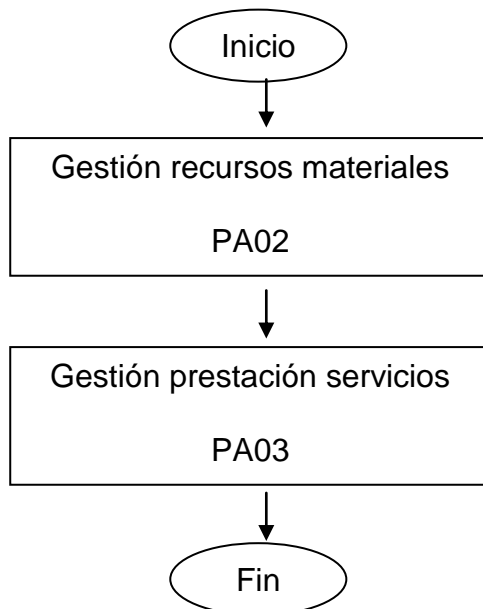 Inicio
Gestión recursos materiales
PA02
Gestión prestación servicios
PA03
Fin